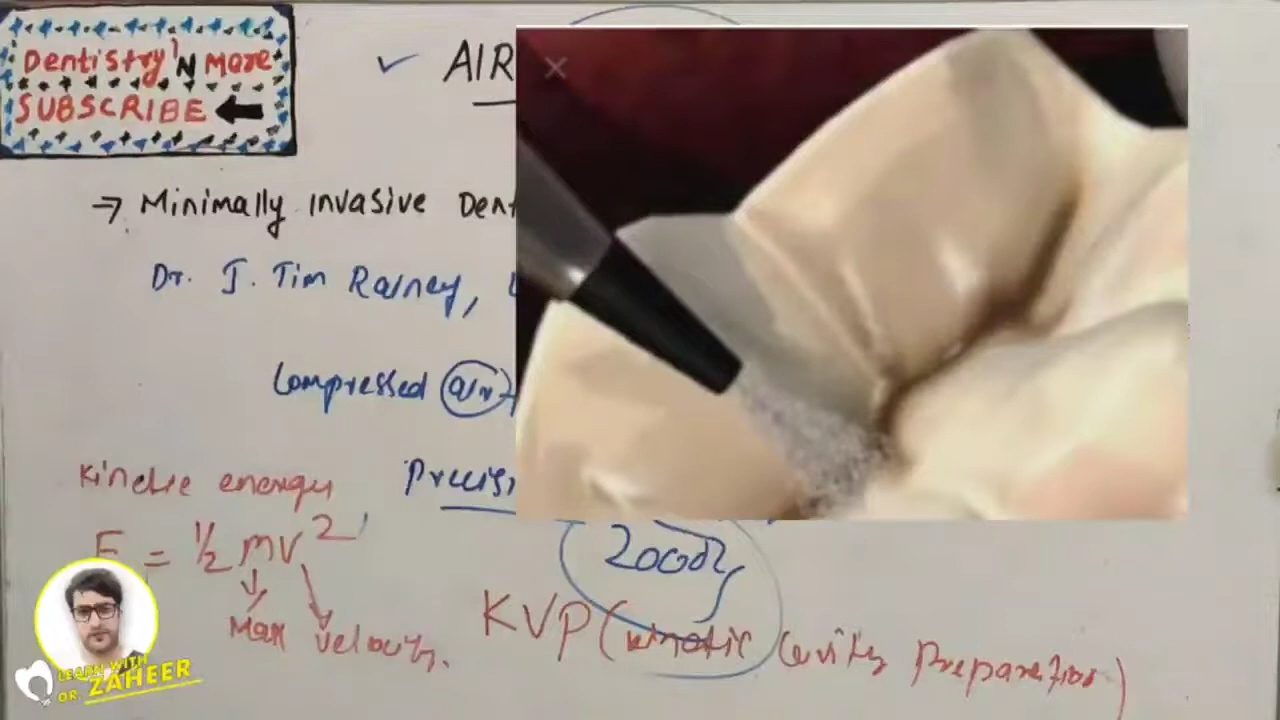 Dentistry'N More
SUBSCRIBE
✓ AIR
→ Minimally Invasive Den
Dr. J. Tim Rainey,
Compressed air
Kinetic energy Precisi
E = 1/2 mv2
2000
Mass velocity.
KVP (kinetic Cavity Preparation)
LEARN WITH
DR. ZAHEER